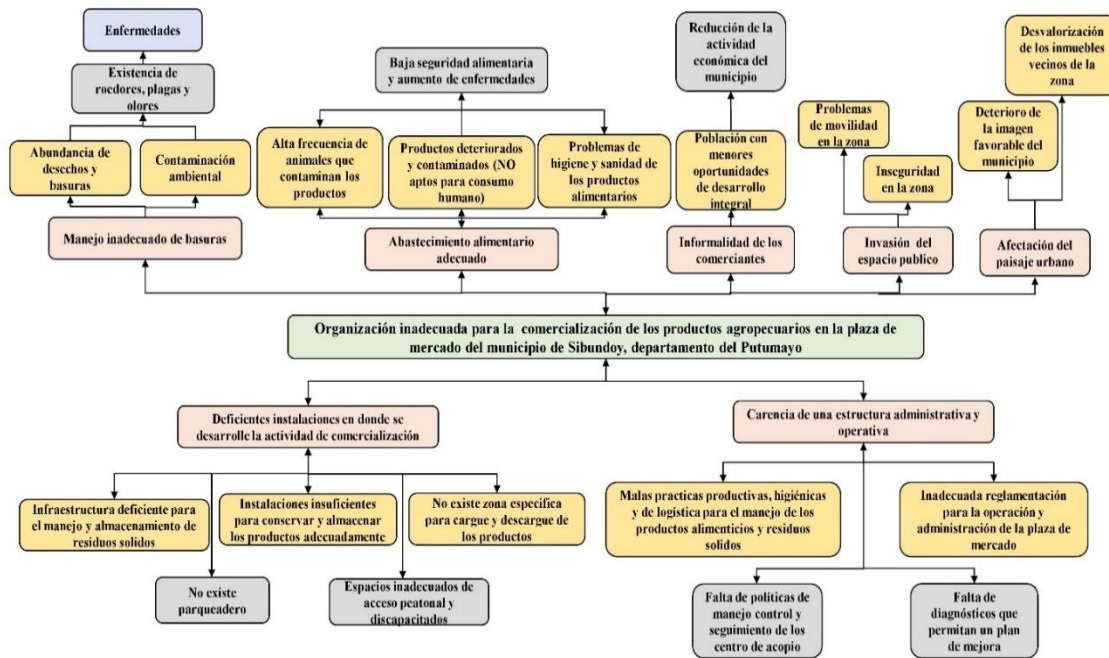 Enfermedades
Existencia de
roedores, plagas y
olores
Abundancia de
desechos y
basuras
Contaminación
ambiental
Manejo inadecuado de basuras
Baja seguridad alimentaria
y aumento de enfermedades
Alta frecuencia de
animales que
contaminan los
productos
Productos deteriorados y
contaminados (NO
aptos para consumo
humano)
Problemas de
higiene y sanidad de
los productos
alimentarios
Abastecimiento alimentario
adecuado
Reducción de la
actividad
económica del
municipio
Población con
menores
oportunidades
de desarrollo
integral
Informalidad de los
comerciantes
Problemas
de movilidad
en la zona
Inseguridad
en la zona
Invasión del
espacio publico
Desvalorización
de los inmuebles
vecinos de la
zona
Deterioro de
la imagen
favorable del
municipio
Afectación del
paisaje urbano
Organización inadecuada para la comercialización de los productos agropecuarios en la plaza de
mercado del municipio de Sibundoy, departamento del Putumayo
Deficientes instalaciones en donde se
desarrolle la actividad de comercialización
Carencia de una estructura administrativa y
operativa
Infraestructura deficiente para
el manejo y almacenamiento de
residuos solidos
Instalaciones insuficientes
para conservar y almacenar
los productos adecuadamente
No existe zona especifica
para cargue y descargue de
los productos
Malas practicas productivas, higiénicas
y de logística para el manejo de los
productos alimenticios y residuos
solidos
Inadecuada reglamentación
para la operación y
administración de la plaza de
mercado
No existe
parqueadero
Espacios inadecuados de
acceso peatonal y
discapacitados
Falta de políticas de
manejo control y
seguimiento de los
centro de acopio
Falta de
diagnósticos que
permitan un plan
de mejora